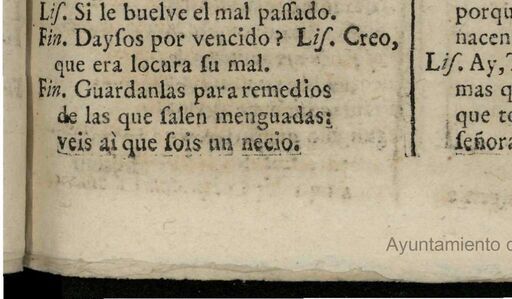 Liſ. Si le buelve el mal paſſado.
Fin. Dayſos por vencido? Liſ. Creo,
que era locura ſu mal.
Fin. Guardanlas para remedios
de las que ſalen menguadas:
veis aì que ſois un necio.
porqu
nacen
Liſ. Ay,
mas q
que to
ſeñora
Ayuntamiento